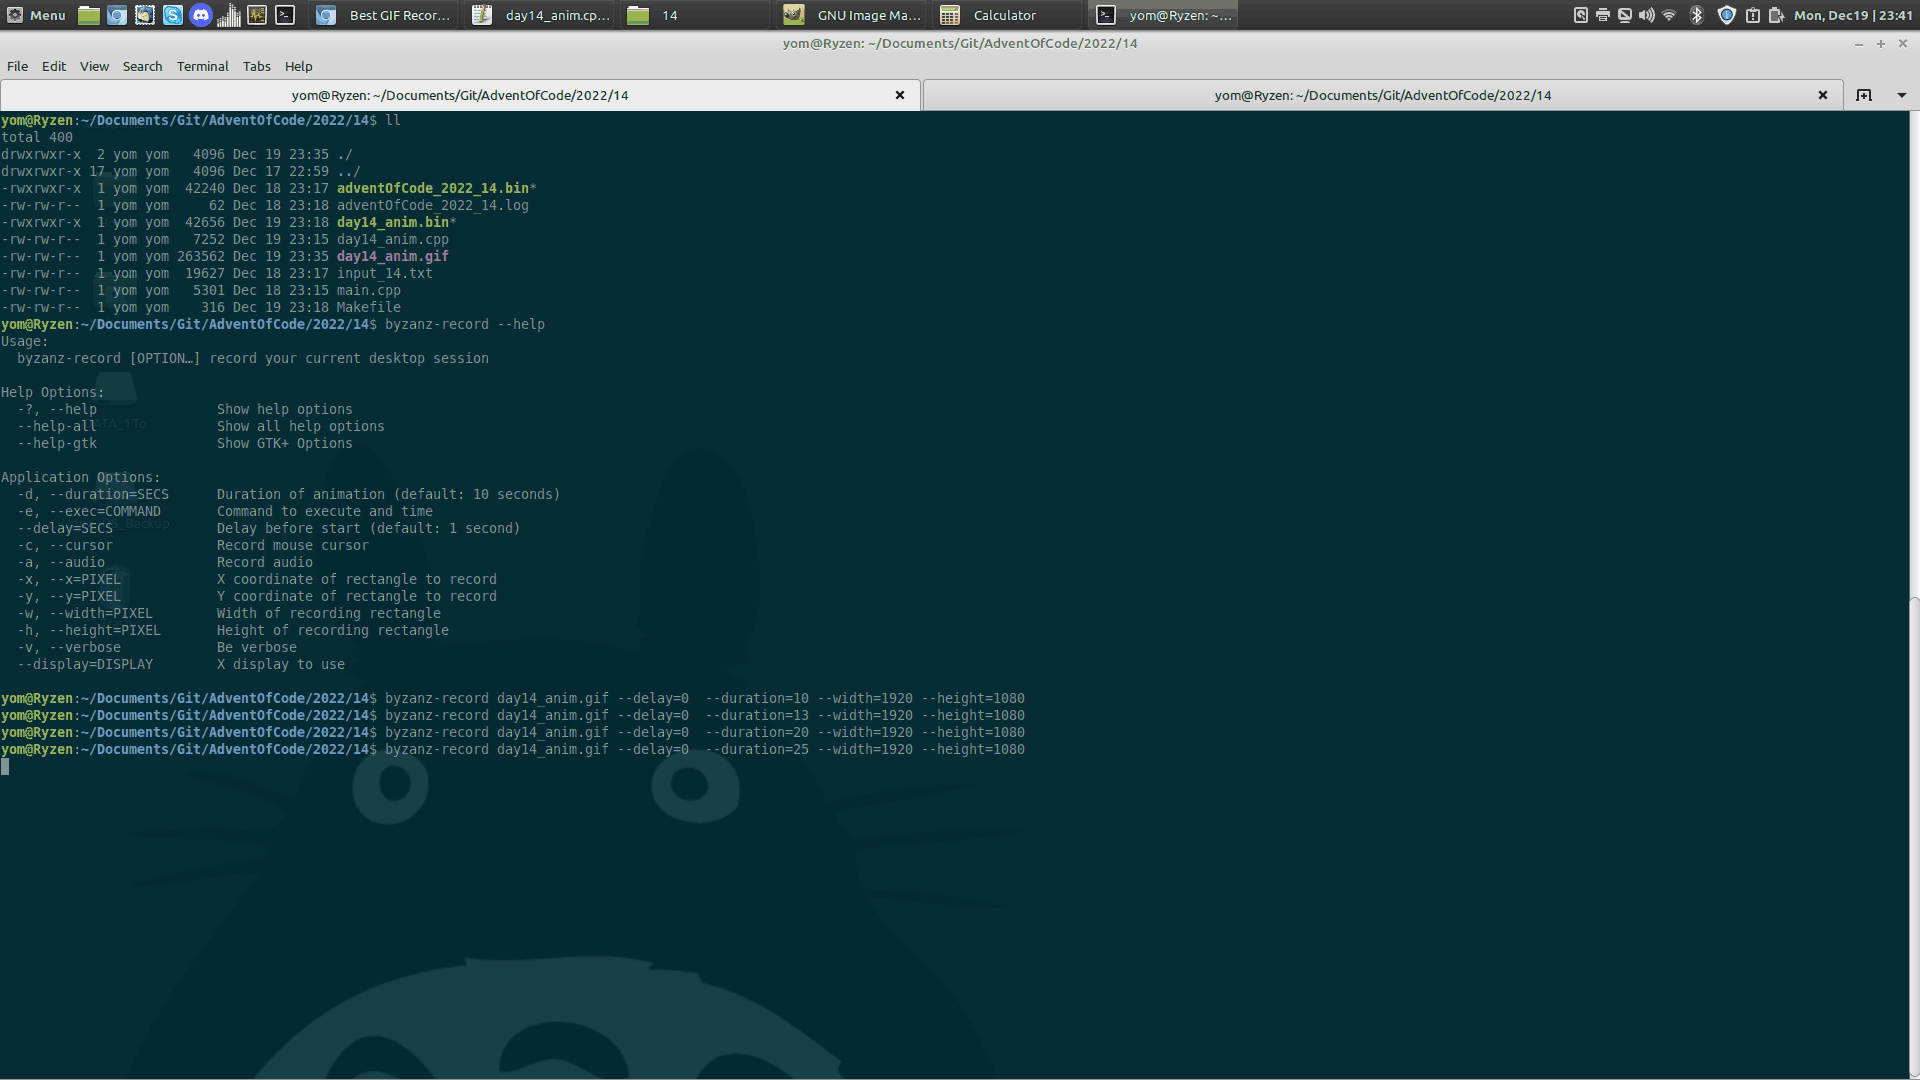 Menu Best GIF Recor... day14_anim.cp... 14 GNU Image Ma... Calculator yom@Ryzen: ~... Mon, Dec19 | 23:41
yom@Ryzen: ~/Documents/Git/AdventOfCode/2022/14
File Edit View Search Terminal Tabs Help
yom@Ryzen: ~/Documents/Git/AdventOfCode/2022/14 yom@Ryzen: ~/Documents/Git/AdventOfCode/2022/14
yom@Ryzen:~/Documents/Git/AdventOfCode/2022/14$ ll
total 400
drwxrwxr-x  2 yom yom   4096 Dec 19 23:35 ./
drwxrwxr-x 17 yom yom   4096 Dec 17 22:59 ../
-rwxrwxr-x  1 yom yom  42240 Dec 18 23:17 adventOfCode_2022_14.bin*
-rw-rw-r--  1 yom yom     62 Dec 18 23:18 adventOfCode_2022_14.log
-rwxrwxr-x  1 yom yom  42656 Dec 19 23:18 day14_anim.bin*
-rw-rw-r--  1 yom yom   7252 Dec 19 23:15 day14_anim.cpp
-rw-rw-r--  1 yom yom 263562 Dec 19 23:35 day14_anim.gif
-rw-rw-r--  1 yom yom  19627 Dec 18 23:17 input_14.txt
-rw-rw-r--  1 yom yom   5301 Dec 18 23:15 main.cpp
-rw-rw-r--  1 yom yom    316 Dec 19 23:18 Makefile
yom@Ryzen:~/Documents/Git/AdventOfCode/2022/14$ byzanz-record --help
Usage:
  byzanz-record [OPTION…] record your current desktop session
Help Options:
  -?, --help               Show help options
  --help-all               Show all help options
  --help-gtk               Show GTK+ Options
Application Options:
  -d, --duration=SECS      Duration of animation (default: 10 seconds)
  -e, --exec=COMMAND       Command to execute and time
  --delay=SECS             Delay before start (default: 1 second)
  -c, --cursor             Record mouse cursor
  -a, --audio              Record audio
  -x, --x=PIXEL            X coordinate of rectangle to record
  -y, --y=PIXEL            Y coordinate of rectangle to record
  -w, --width=PIXEL        Width of recording rectangle
  -h, --height=PIXEL       Height of recording rectangle
  -v, --verbose            Be verbose
  --display=DISPLAY        X display to use
yom@Ryzen:~/Documents/Git/AdventOfCode/2022/14$ byzanz-record day14_anim.gif --delay=0  --duration=10 --width=1920 --height=1080
yom@Ryzen:~/Documents/Git/AdventOfCode/2022/14$ byzanz-record day14_anim.gif --delay=0  --duration=13 --width=1920 --height=1080
yom@Ryzen:~/Documents/Git/AdventOfCode/2022/14$ byzanz-record day14_anim.gif --delay=0  --duration=20 --width=1920 --height=1080
yom@Ryzen:~/Documents/Git/AdventOfCode/2022/14$ byzanz-record day14_anim.gif --delay=0  --duration=25 --width=1920 --height=1080